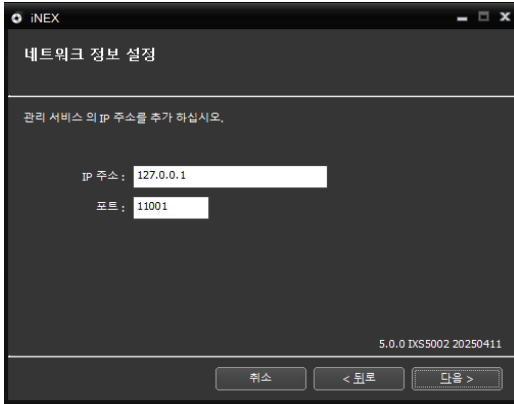 iNEX
네트워크 정보 설정
관리 서비스 의 IP 주소를 추가 하십시오.
IP 주소 : 127.0.0.1
포트 : 11001
5.0.0 IXS5002 20250411
취소 < 뒤로 다음 >